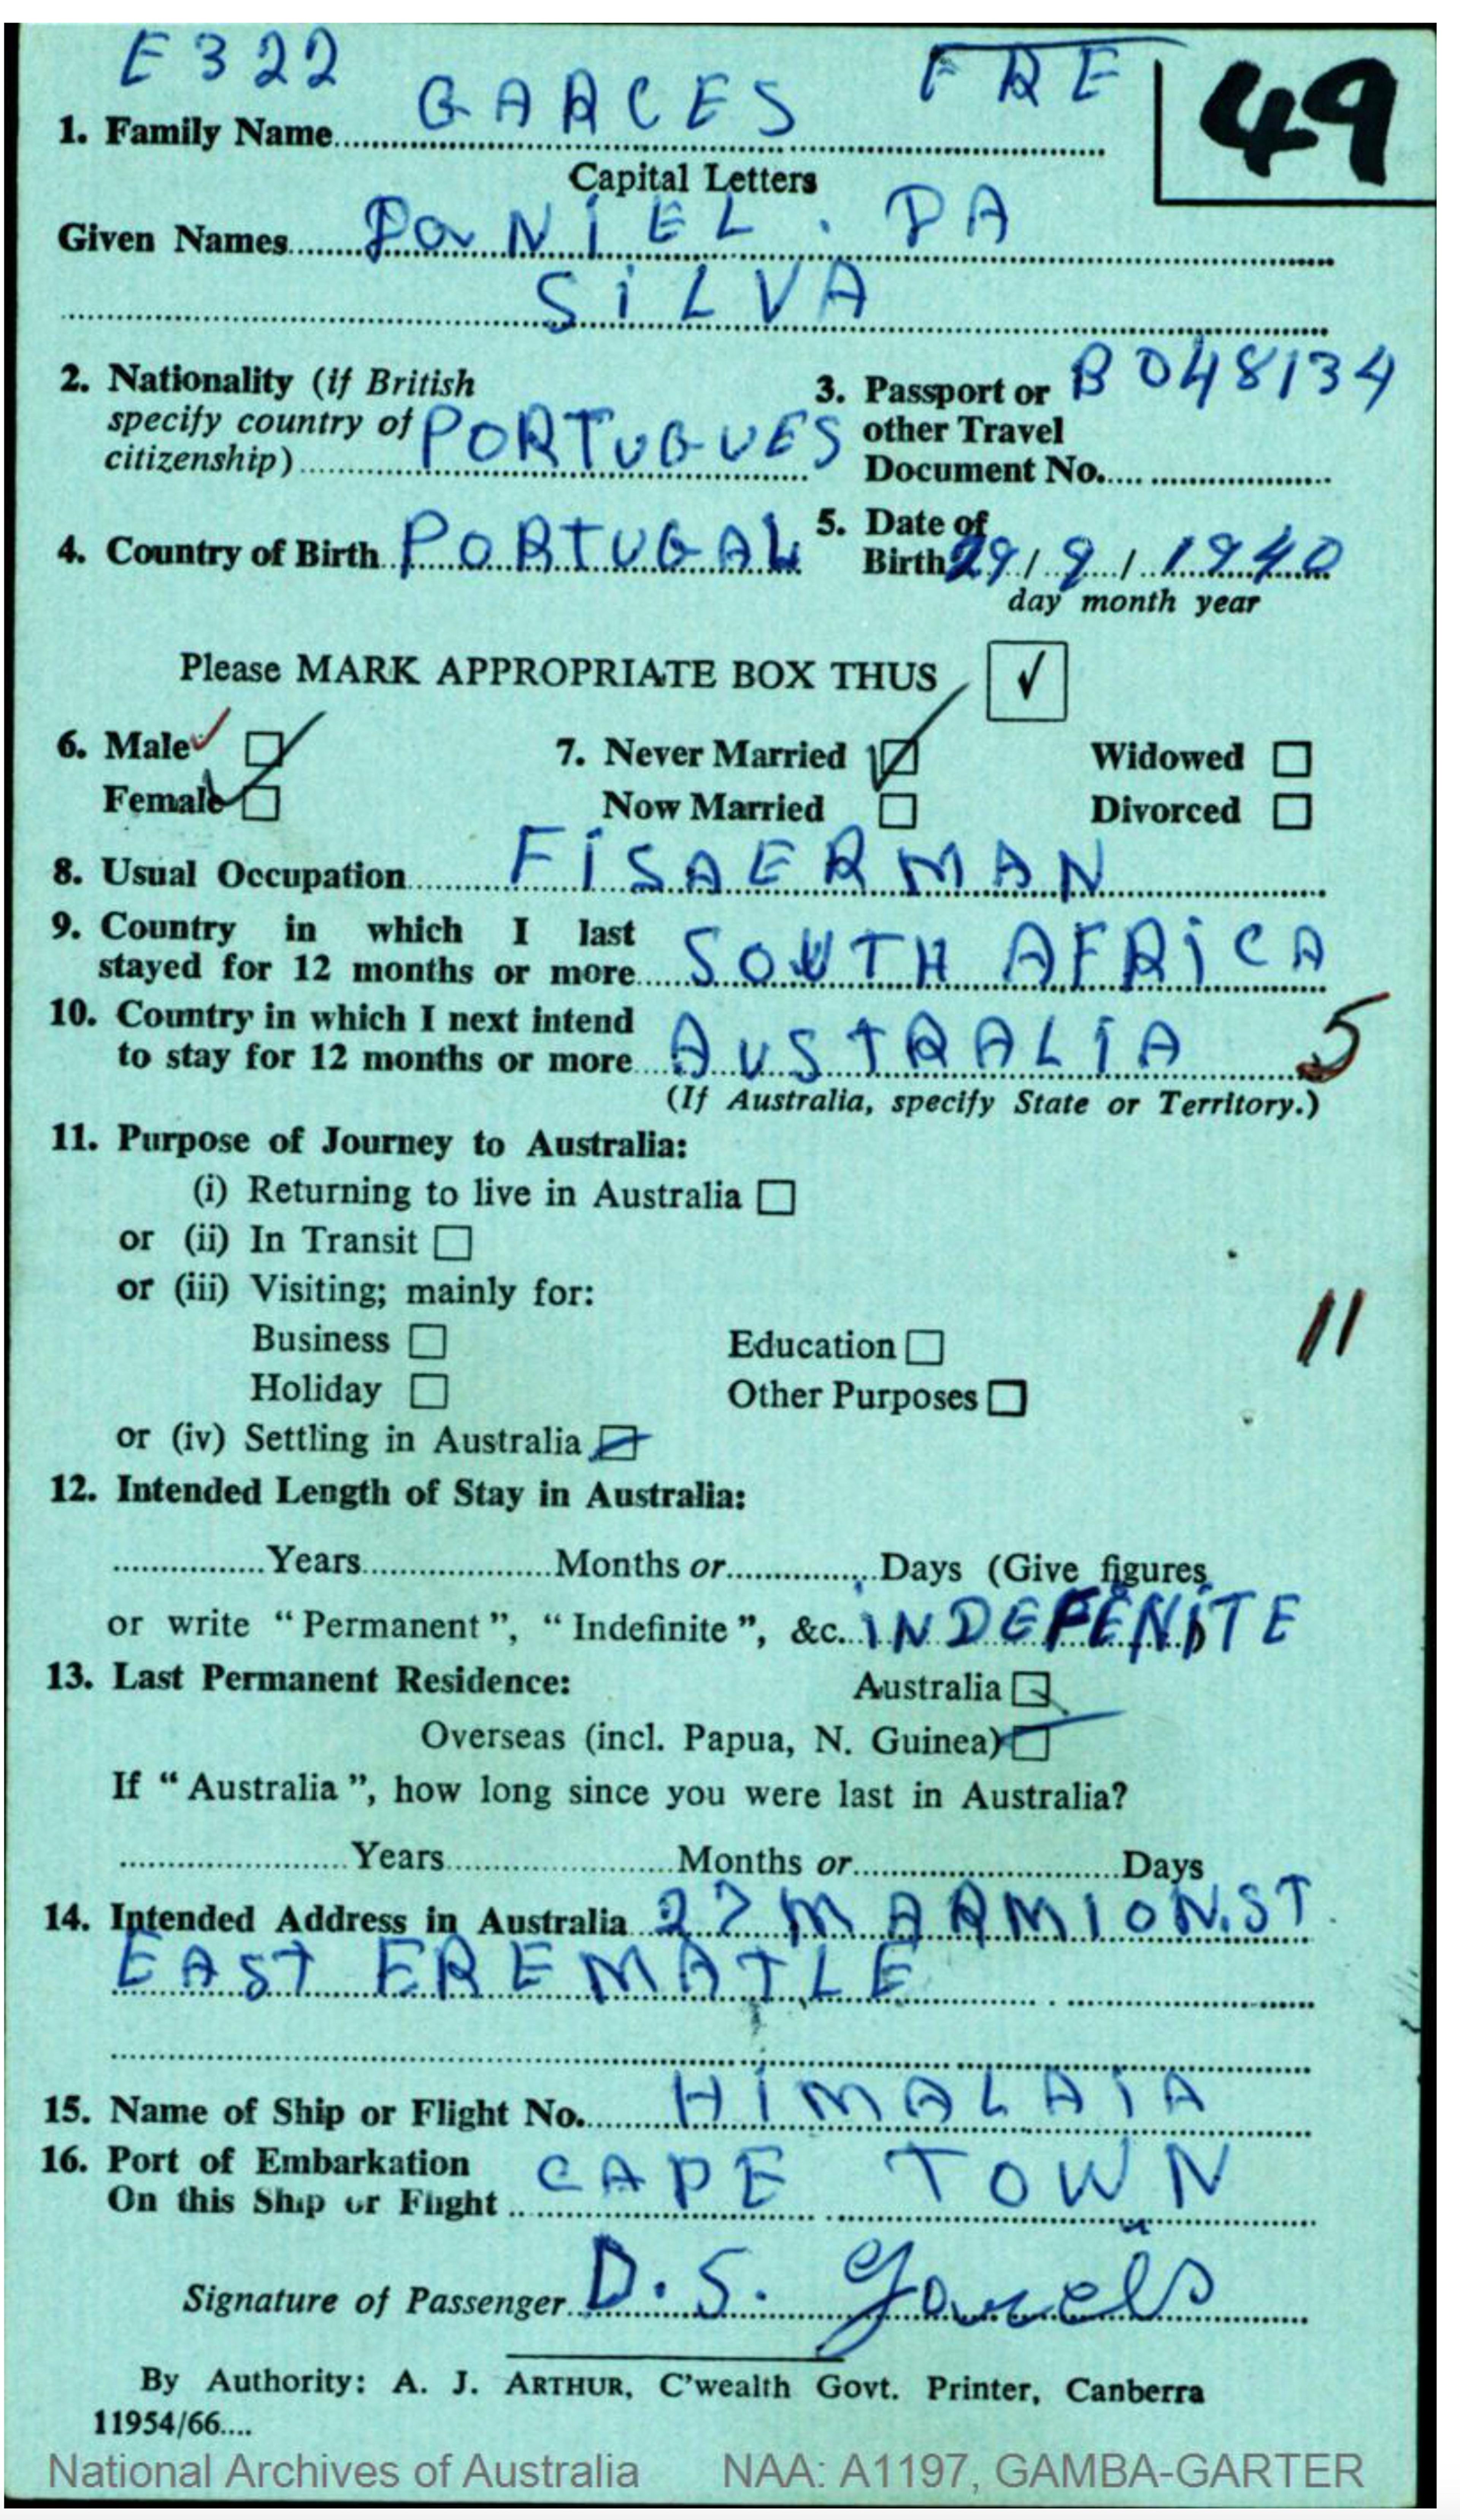 E322 FRE 49
1. Family Name GARCES
Capital Letters
Given Names DaNiEL. DA
SiLVA
2. Nationality (if British specify country of citizenship) PORTUGUES
3. Passport or other Travel Document No. B048134
4. Country of Birth PORTUGAL
5. Date of Birth 29/9/1940
day month year
Please MARK APPROPRIATE BOX THUS ✓
6. Male ✓
Female
7. Never Married
Now Married
Widowed
Divorced
8. Usual Occupation FiSAERMAN
9. Country in which I last
stayed for 12 months or more SOUTH AFRiCA
10. Country in which I next intend
to stay for 12 months or more AUSTRALIA 5
(If Australia, specify State or Territory.)
11. Purpose of Journey to Australia:
(i) Returning to live in Australia
or (ii) In Transit
or (iii) Visiting; mainly for:
Business Education
11
Holiday Other Purposes
or (iv) Settling in Australia
12. Intended Length of Stay in Australia:
Years Months or Days (Give figures
or write “Permanent”, “Indefinite”, &c. INDEFENiTE
13. Last Permanent Residence: Australia
Overseas (incl. Papua, N. Guinea)
If “Australia”, how long since you were last in Australia?
Years Months or Days
14. Intended Address in Australia 27 MARMION.ST
EAST FREMATLE
15. Name of Ship or Flight No. HiMALAIA
16. Port of Embarkation
On this Ship or Flight CAPE TOWN
Signature of Passenger D.S. Garcês
By Authority: A. J. ARTHUR, C'wealth Govt. Printer, Canberra
11954/66....
National Archives of Australia NAA: A1197, GAMBA-GARTER